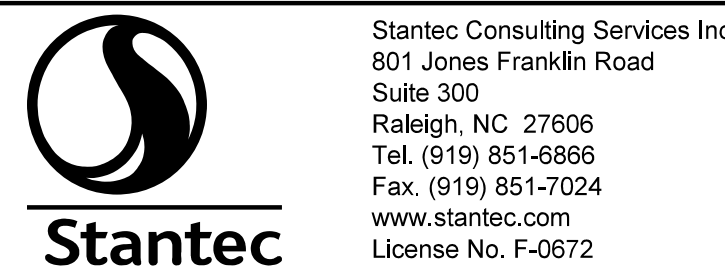 Stantec Consulting Services Inc
801 Jones Franklin Road
Suite 300
Raleigh, NC 27606
Tel. (919) 851-6866
Fax. (919) 851-7024
www.stantec.com
License No. F-0672
Stantec